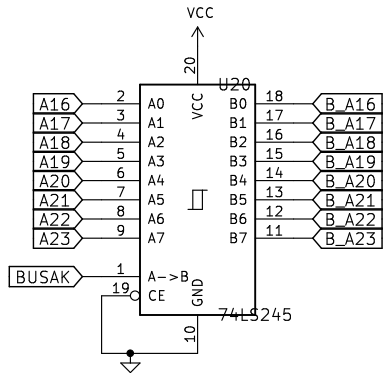 VCC
U20
20
VCC
A16 2 A0 B0 18 B_A16
A17 3 A1 B1 17 B_A17
A18 4 A2 B2 16 B_A18
A19 5 A3 B3 15 B_A19
A20 6 A4 B4 14 B_A20
A21 7 A5 B5 13 B_A21
A22 8 A6 B6 12 B_A22
A23 9 A7 B7 11 B_A23
BUSAK 1 A->B
19 CE
GND
74LS245
10